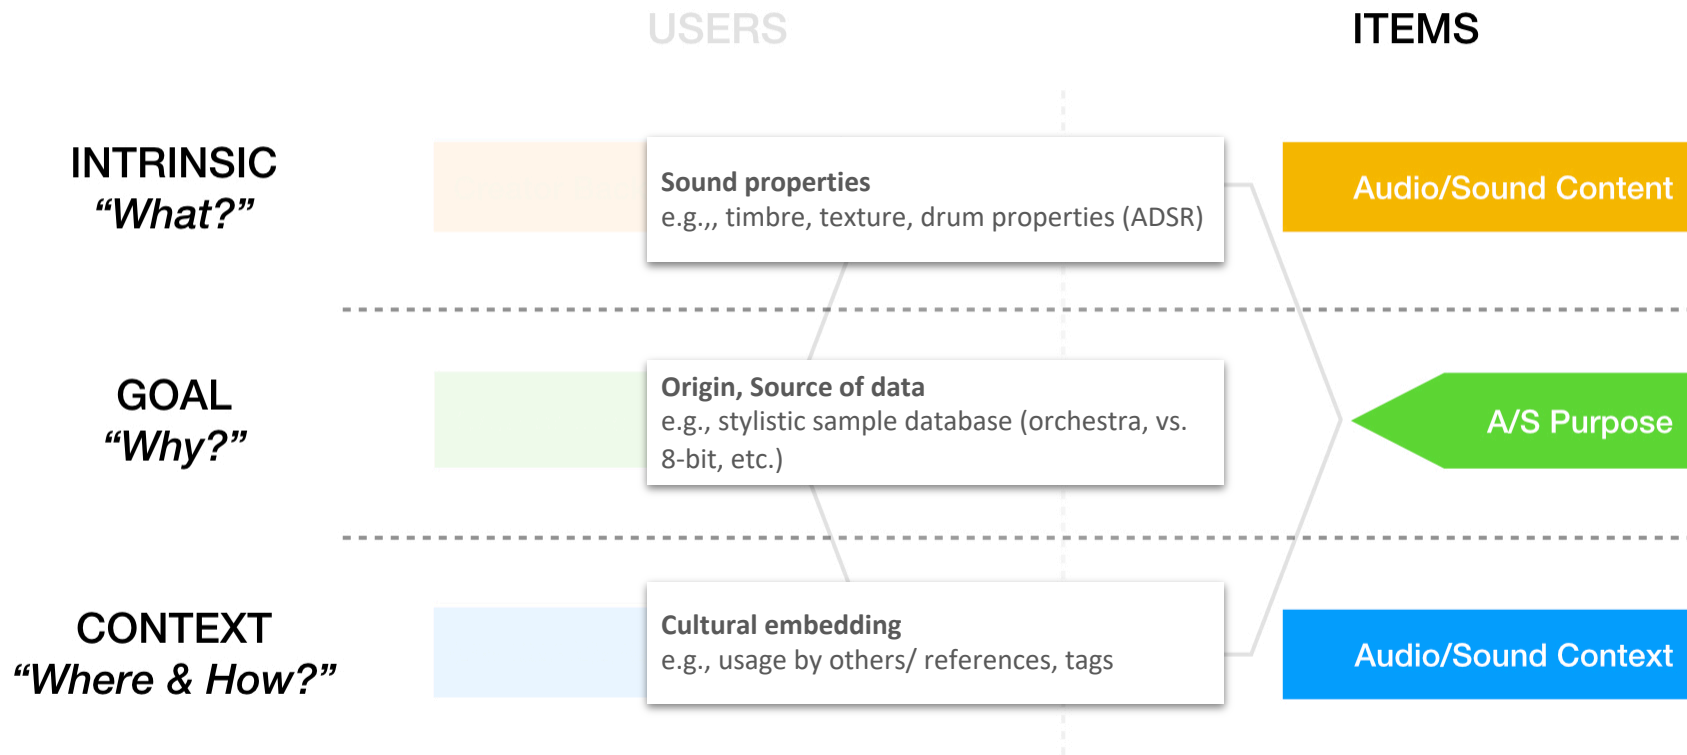 USERS
ITEMS
INTRINSIC
“What?”
Sound properties
e.g.,, timbre, texture, drum properties (ADSR)
Audio/Sound Content
GOAL
“Why?”
Origin, Source of data
e.g., stylistic sample database (orchestra, vs.
8-bit, etc.)
A/S Purpose
CONTEXT
“Where & How?”
Cultural embedding
e.g., usage by others/ references, tags
Audio/Sound Context